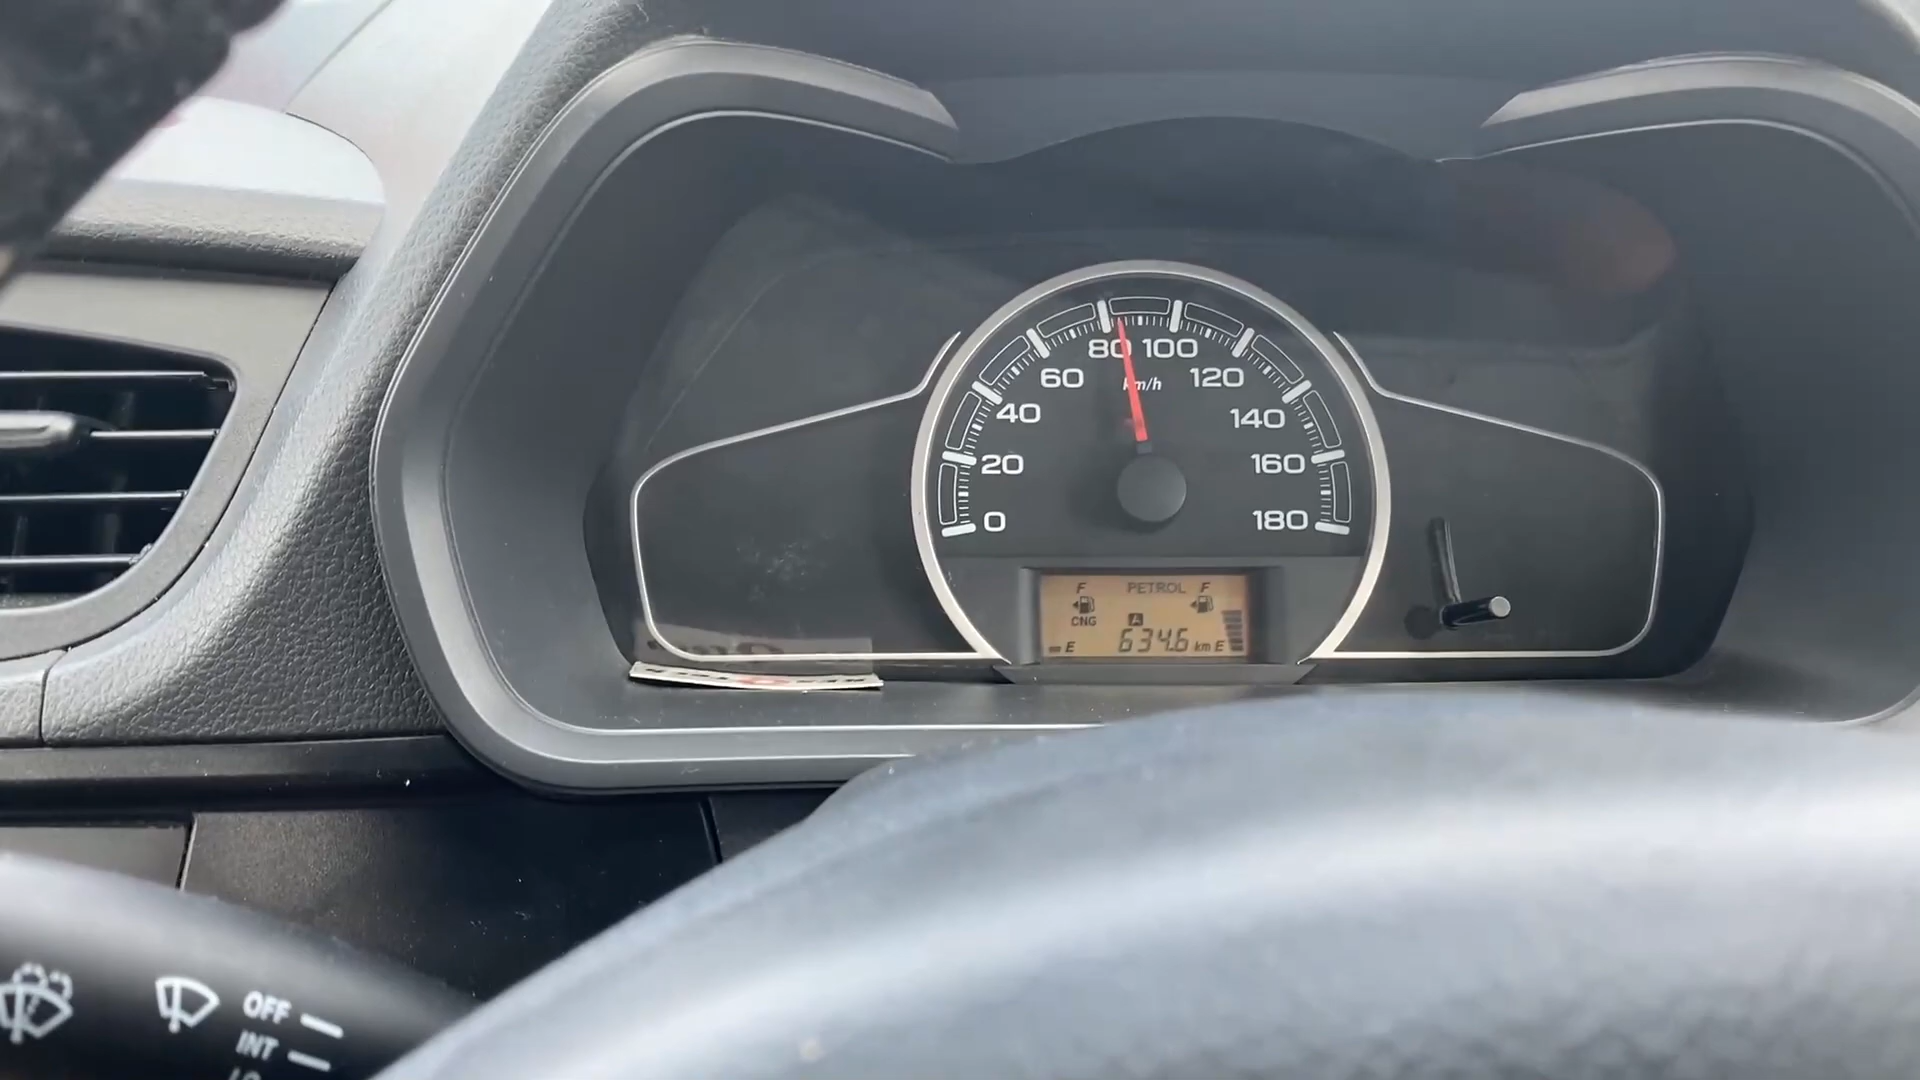 80 100
60 km/h 120
40 140
20 160
0 180
F PETROL F
CNG A
E 634.6 km E
OFF
INT